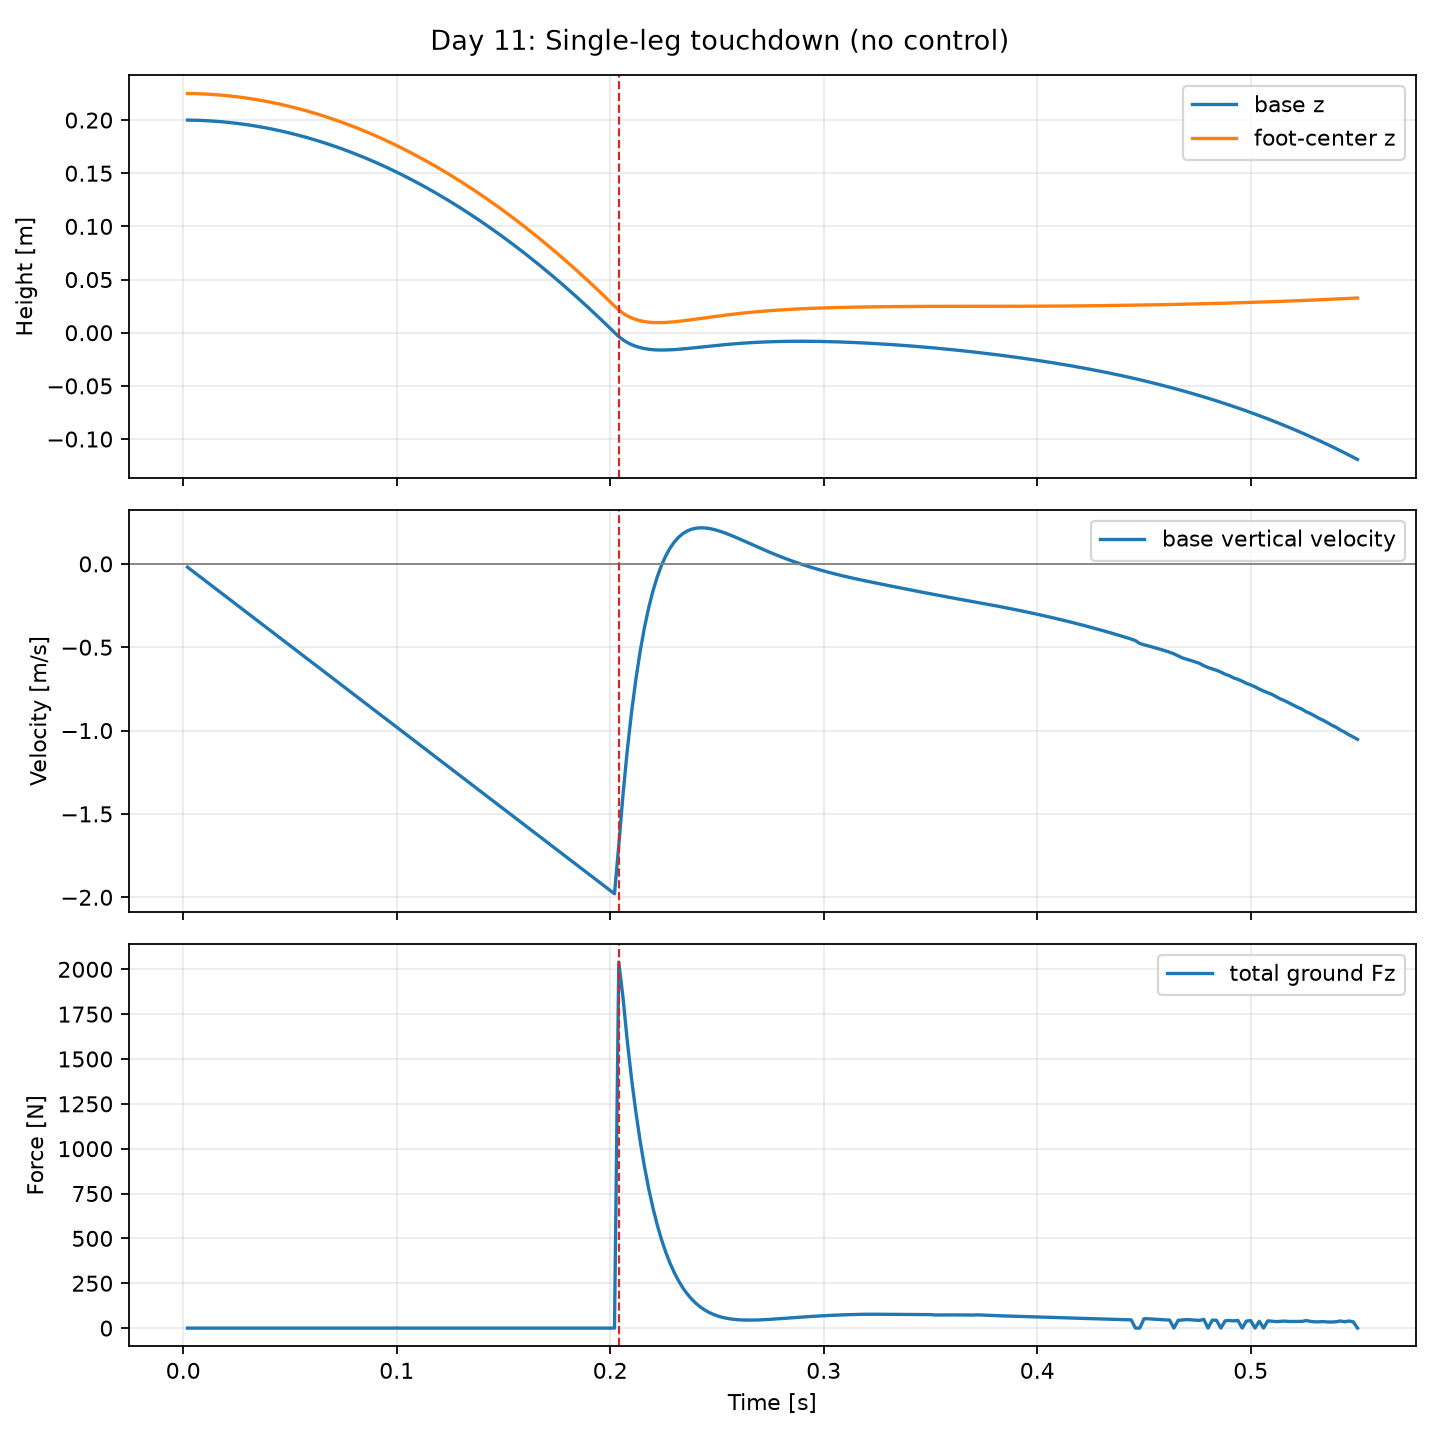 Day 11: Single-leg touchdown (no control)
base z
foot-center z
0.20
0.15
0.10
0.05
0.00
−0.05
−0.10
Height [m]
base vertical velocity
0.0
−0.5
−1.0
−1.5
−2.0
Velocity [m/s]
total ground Fz
2000
1750
1500
1250
1000
750
500
250
0
Force [N]
0.0 0.1 0.2 0.3 0.4 0.5
Time [s]